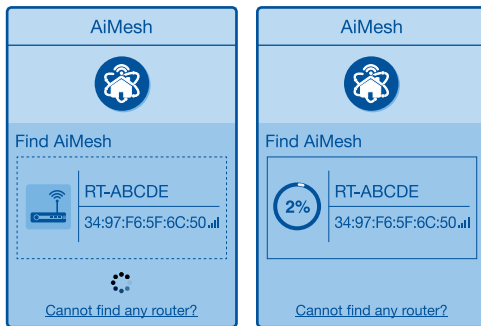 AiMesh
Find AiMesh
RT-ABCDE
34:97:F6:5F:6C:50
Cannot find any router?
AiMesh
Find AiMesh
2%
RT-ABCDE
34:97:F6:5F:6C:50
Cannot find any router?